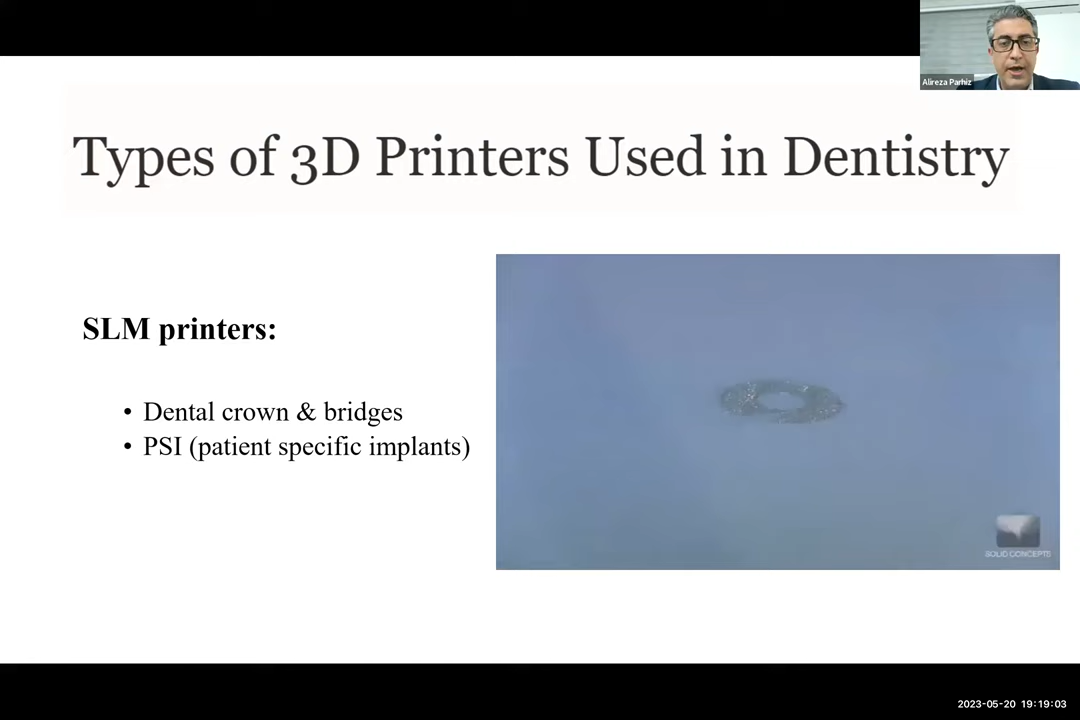 Alireza Parhiz
Types of 3D Printers Used in Dentistry
SLM printers:
• Dental crown & bridges
• PSI (patient specific implants)
SOLID CONCEPTS
2023-05-20 19:19:03